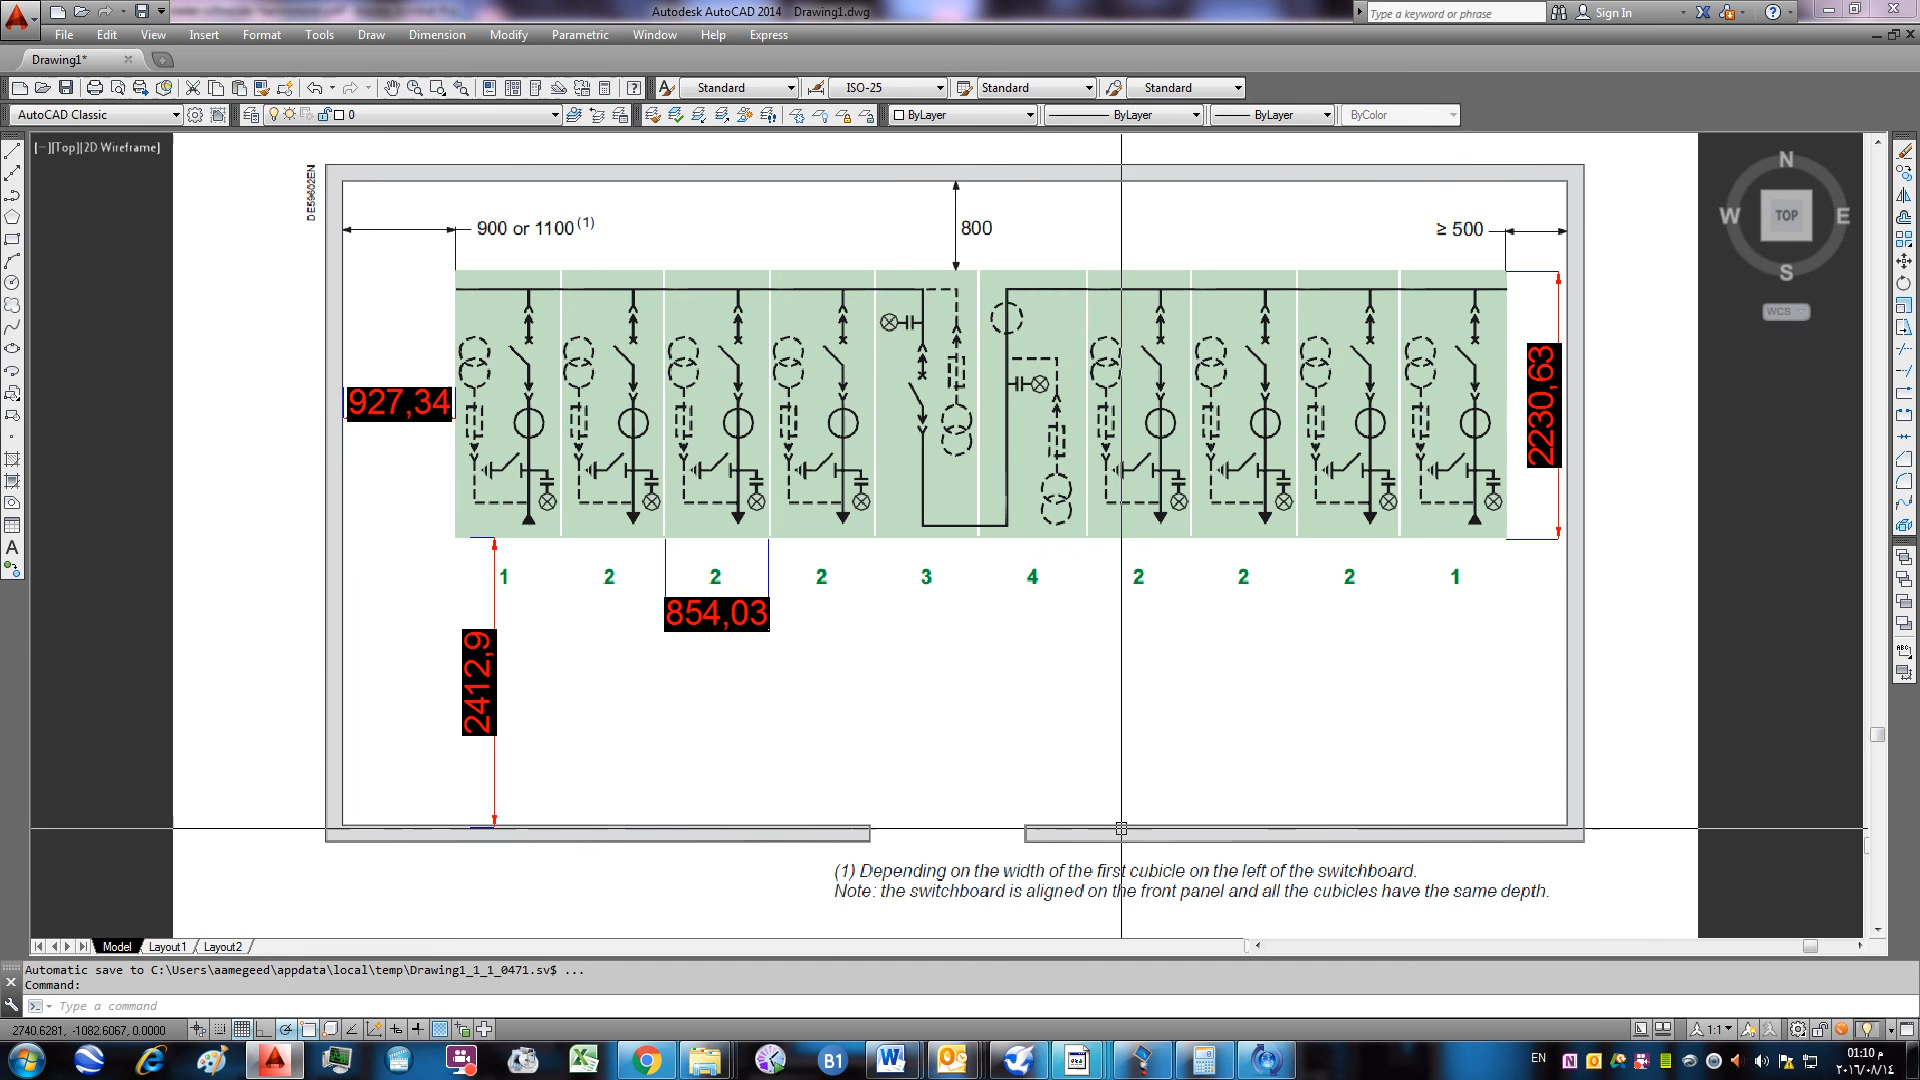 Autodesk AutoCAD 2014 Drawing1.dwg
Type a keyword or phrase
Sign In
File Edit View Insert Format Tools Draw Dimension Modify Parametric Window Help Express
Drawing1*
Standard ISO-25 Standard Standard
AutoCAD Classic 0 ByLayer ByLayer ByLayer ByColor
[−][Top][2D Wireframe]
DE59602EN
N
W TOP E
S
WCS
900 or 1100 (1)
800
≥ 500
927,34
2230,63
1 2 2 2 3 4 2 2 2 1
854,03
2412,9
(1) Depending on the width of the first cubicle on the left of the switchboard.
Note: the switchboard is aligned on the front panel and all the cubicles have the same depth.
Model Layout1 Layout2
Automatic save to C:\Users\aamegeed\appdata\local\temp\Drawing1_1_1_0471.sv$ ...
Command:
Type a command
2740.6281, -1082.6067, 0.0000
1:1
EN
01:10 م
٢٠١٦/٠٨/١٤